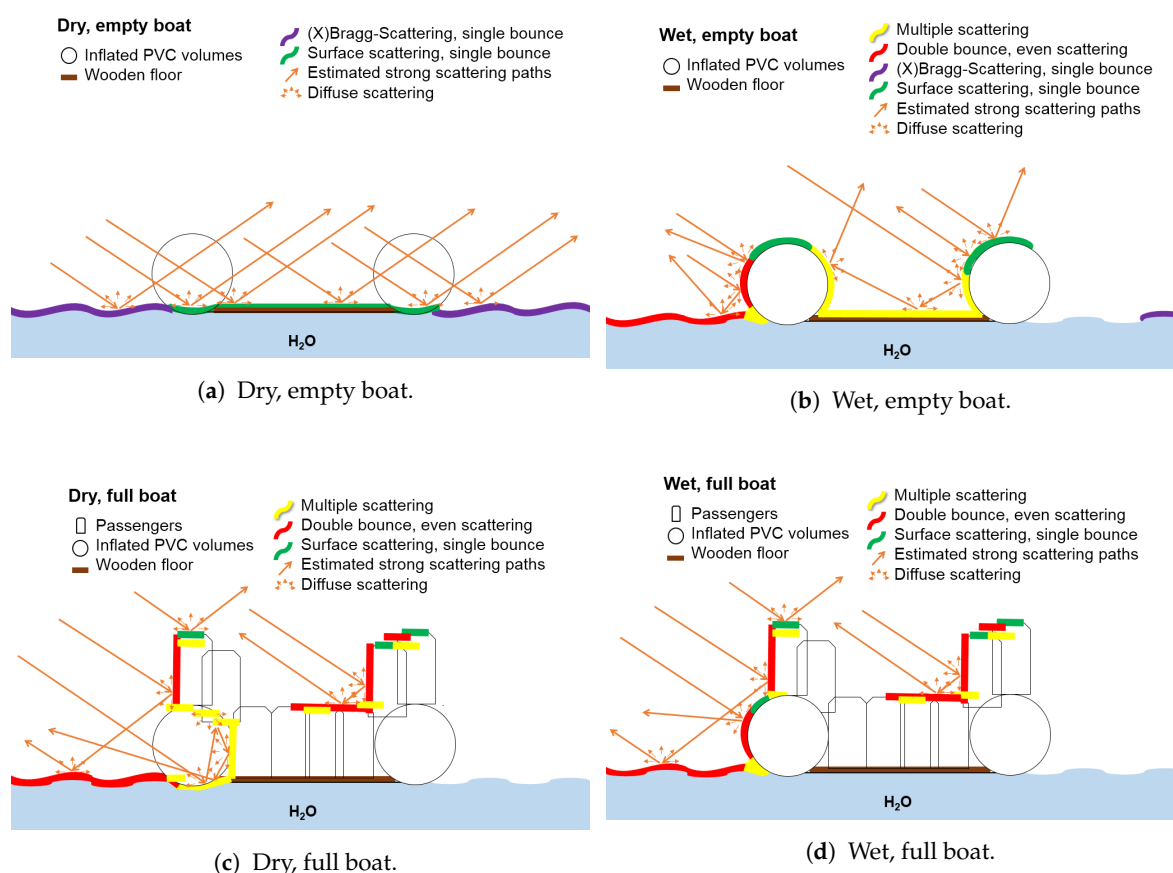 Dry, empty boat
Inflated PVC volumes
Wooden floor
(X)Bragg-Scattering, single bounce
Surface scattering, single bounce
Estimated strong scattering paths
Diffuse scattering
H₂O
(a) Dry, empty boat.
Wet, empty boat
Inflated PVC volumes
Wooden floor
Multiple scattering
Double bounce, even scattering
(X)Bragg-Scattering, single bounce
Surface scattering, single bounce
Estimated strong scattering paths
Diffuse scattering
H₂O
(b) Wet, empty boat.
Dry, full boat
Passengers
Inflated PVC volumes
Wooden floor
Multiple scattering
Double bounce, even scattering
Surface scattering, single bounce
Estimated strong scattering paths
Diffuse scattering
H₂O
(c) Dry, full boat.
Wet, full boat
Passengers
Inflated PVC volumes
Wooden floor
Multiple scattering
Double bounce, even scattering
Surface scattering, single bounce
Estimated strong scattering paths
Diffuse scattering
H₂O
(d) Wet, full boat.